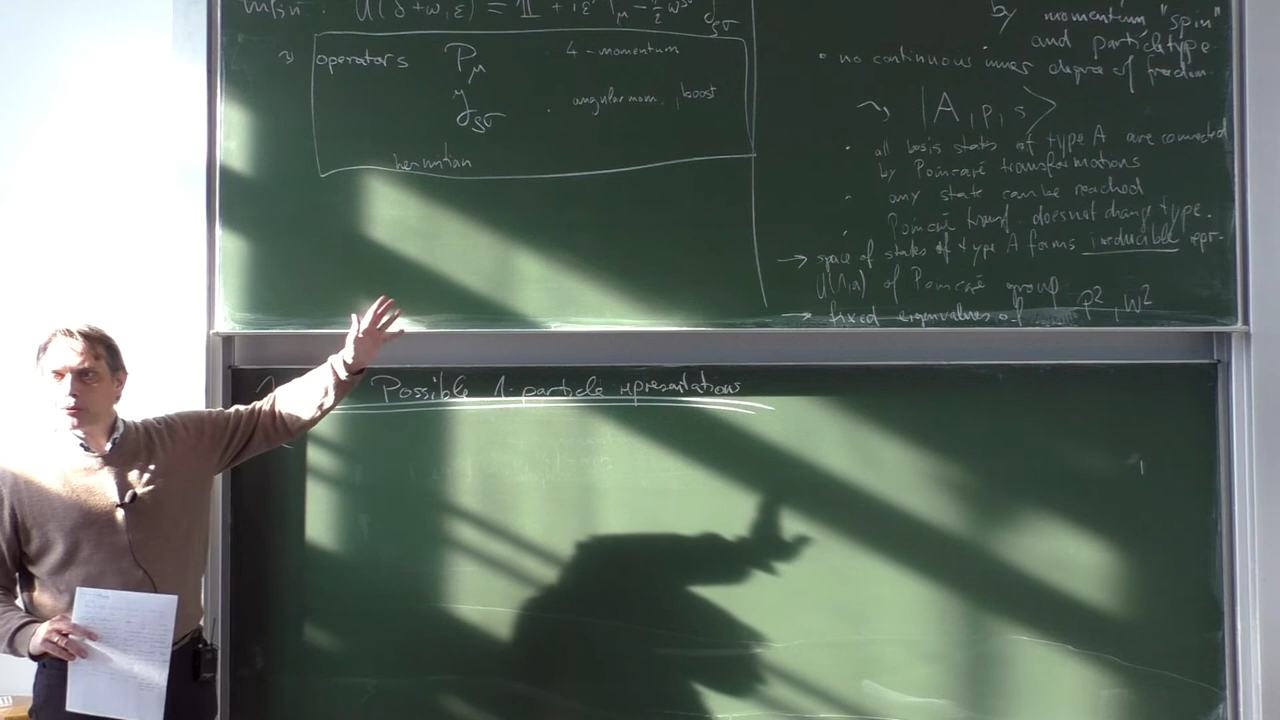 U(δ+ω, ε) = 𝟙 + iε P_μ - ½ω J_ρσ
operators P_μ 4-momentum
J_ρσ angular mom., boost
hermitian
by momentum "spin"
and particle type
• no continuous inner degree of freedom
⇝ |A, p, s⟩
• all basis states of type A are connected
by Poincaré transformations
• any state can be reached
• Poincaré transf. does not change type.
→ space of states of type A forms irreducible repr.
U(Λ,a) of Poincaré group
→ fixed eigenvalues of P², W²
Possible 1-particle representations